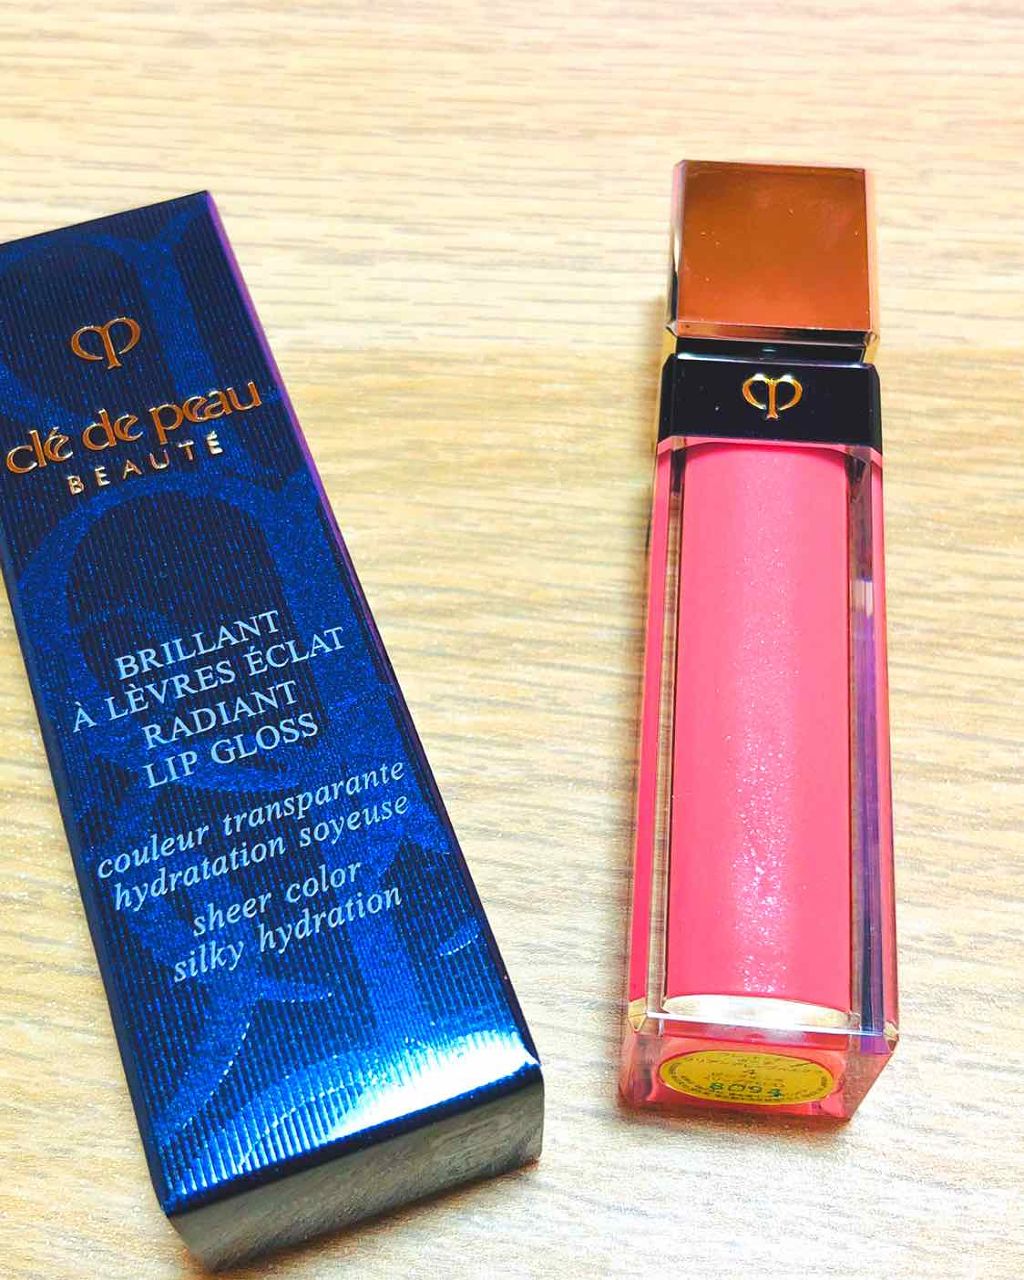 clé de peau
BEAUTÉ
BRILLANT
À LÈVRES ÉCLAT
RADIANT
LIP GLOSS
couleur transparante
hydratation soyeuse
sheer color
silky hydration